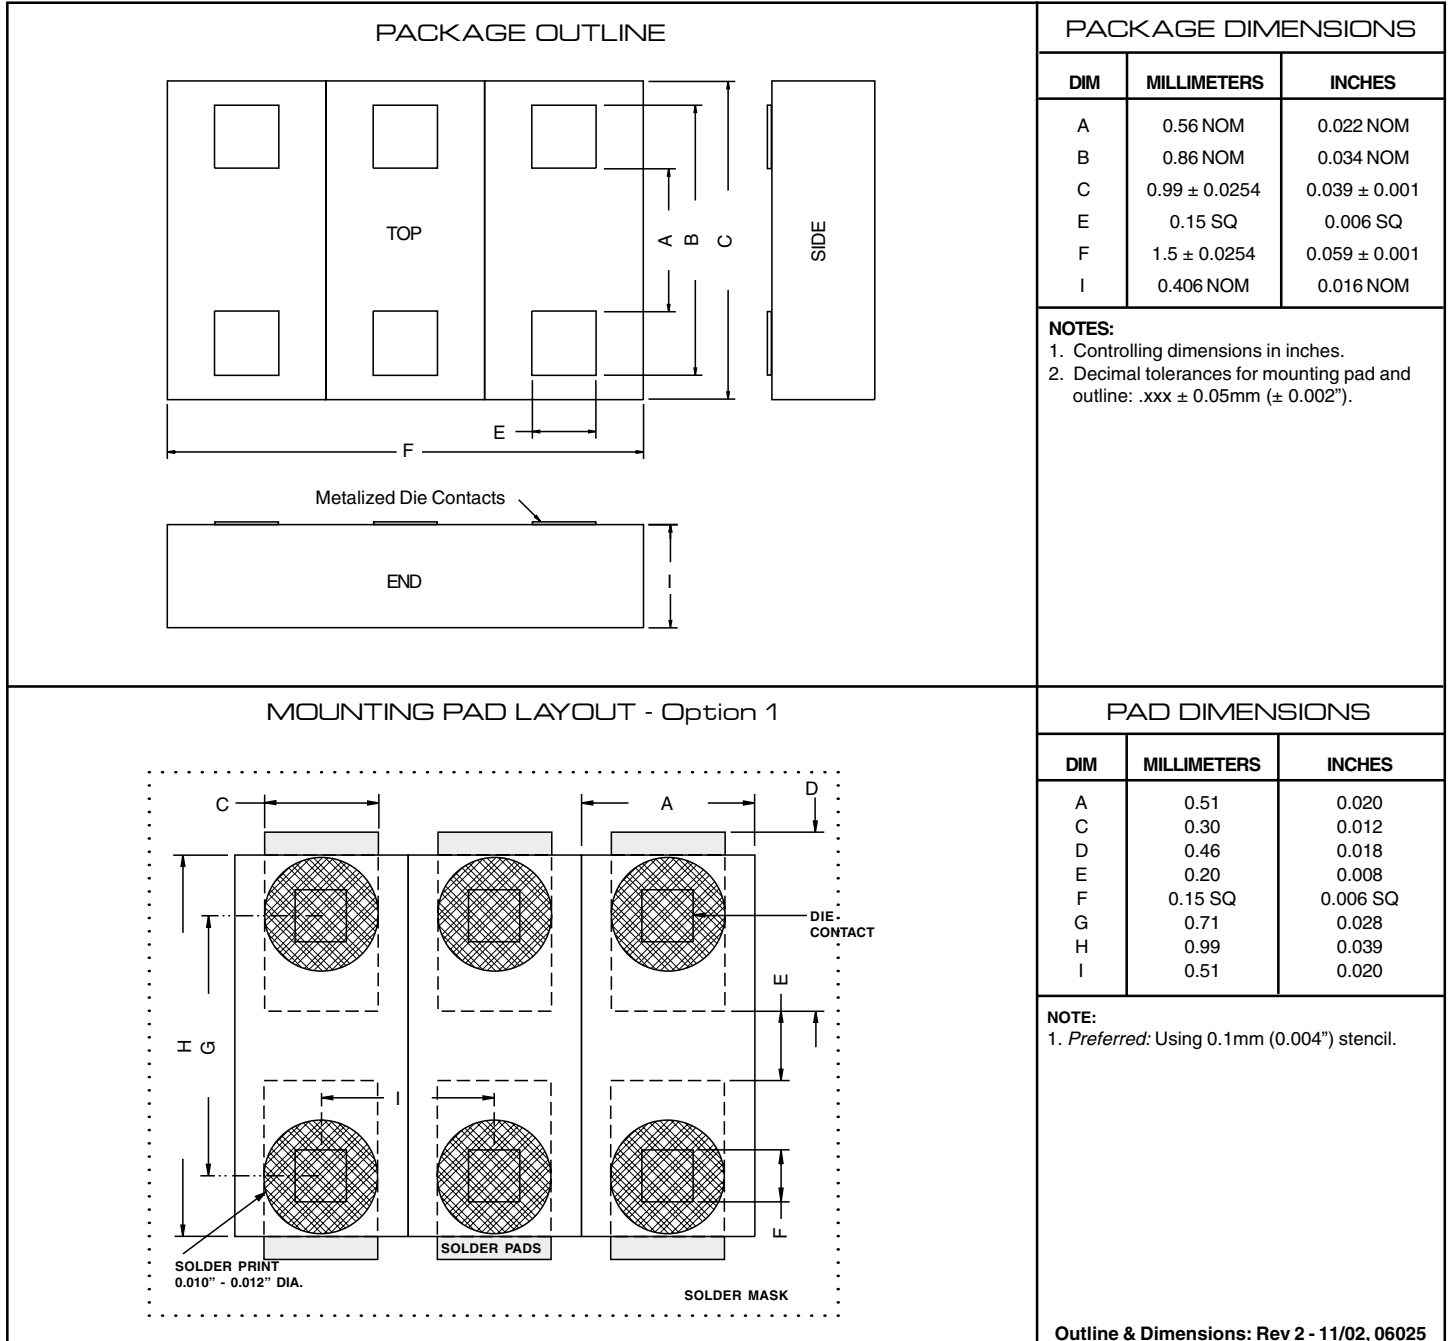 PACKAGE OUTLINE
TOP
A
B
C
SIDE
E
F
Metalized Die Contacts
END
I
PACKAGE DIMENSIONS
DIM MILLIMETERS INCHES
A 0.56 NOM 0.022 NOM
B 0.86 NOM 0.034 NOM
C 0.99 ± 0.0254 0.039 ± 0.001
E 0.15 SQ 0.006 SQ
F 1.5 ± 0.0254 0.059 ± 0.001
I 0.406 NOM 0.016 NOM
NOTES:
1. Controlling dimensions in inches.
2. Decimal tolerances for mounting pad and
outline: .xxx ± 0.05mm (± 0.002”).
MOUNTING PAD LAYOUT - Option 1
C
A
D
DIE
CONTACT
E
H
G
I
F
SOLDER PADS
SOLDER PRINT
0.010” - 0.012” DIA.
SOLDER MASK
PAD DIMENSIONS
DIM MILLIMETERS INCHES
A 0.51 0.020
C 0.30 0.012
D 0.46 0.018
E 0.20 0.008
F 0.15 SQ 0.006 SQ
G 0.71 0.028
H 0.99 0.039
I 0.51 0.020
NOTE:
1. Preferred: Using 0.1mm (0.004”) stencil.
Outline & Dimensions: Rev 2 - 11/02, 06025